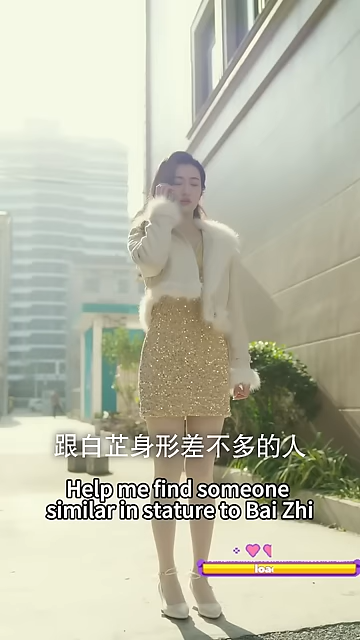 跟白芷身形差不多的人
Help me find someone
similar in stature to Bai Zhi